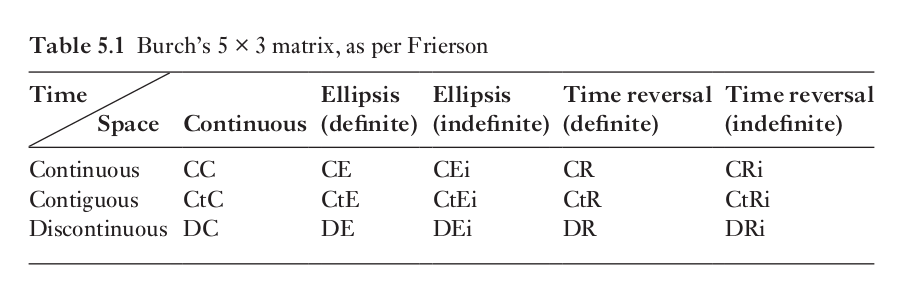 Table 5.1 Burch's 5 × 3 matrix, as per Frierson
Time Ellipsis Ellipsis Time reversal Time reversal
Space Continuous (definite) (indefinite) (definite) (indefinite)
Continuous CC CE CEi CR CRi
Contiguous CtC CtE CtEi CtR CtRi
Discontinuous DC DE DEi DR DRi